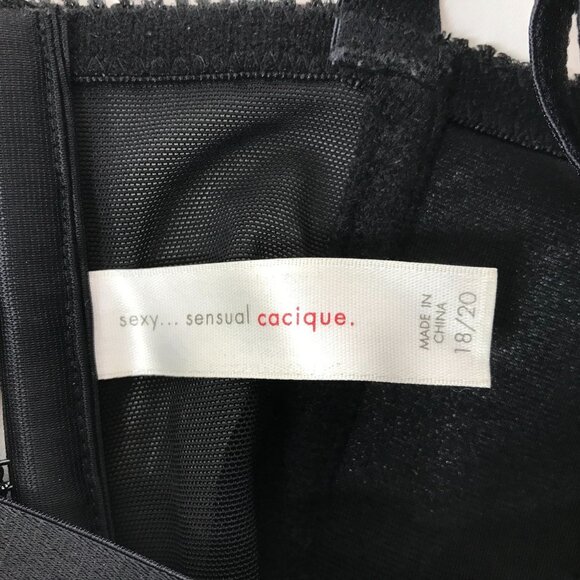 sexy... sensual cacique.
MADE IN
CHINA
18/20